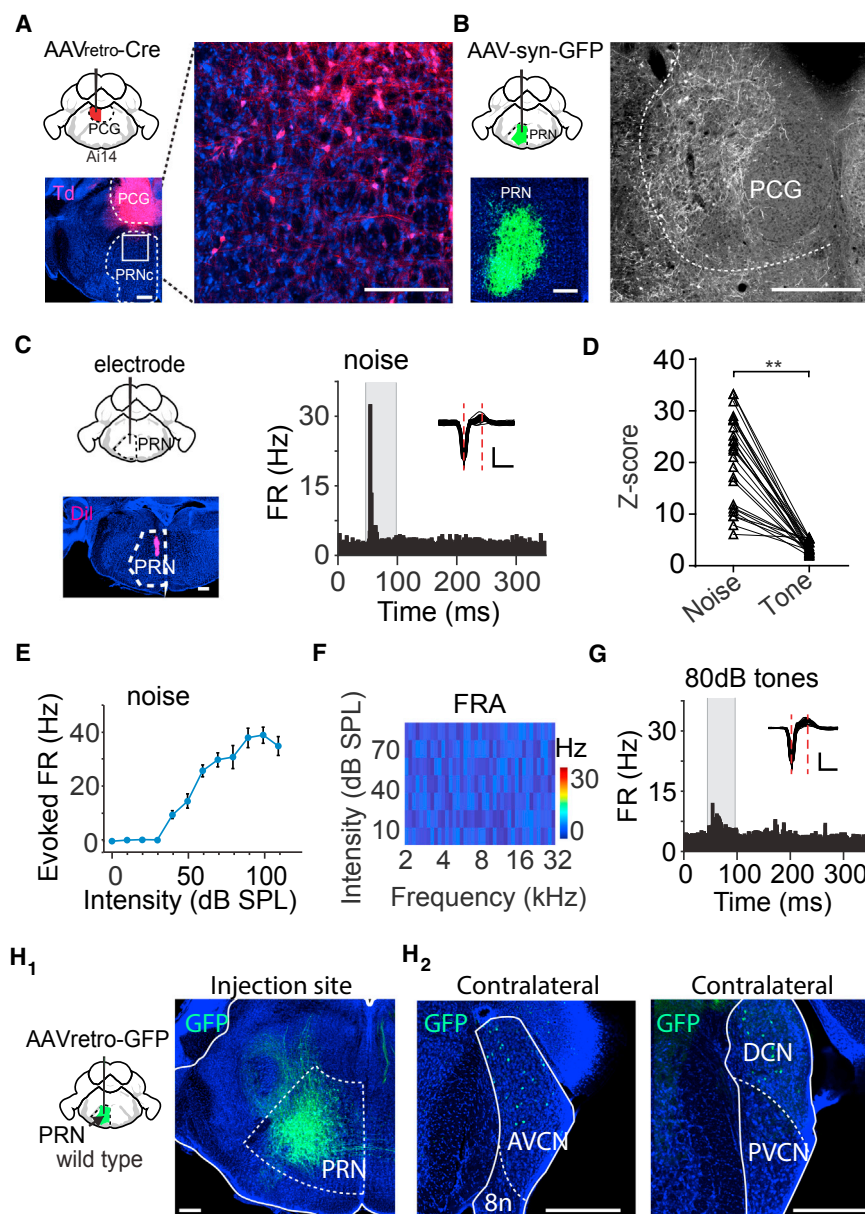 A
AAVretro-Cre
PCG
Ai14
Td
PCG
PRNc
B
AAV-syn-GFP
PRN
PRN
PCG
C
electrode
PRN
DiI
PRN
noise
FR (Hz)
30
15
0
0 100 200 300
Time (ms)
D
**
Z-score
40
30
20
10
0
Noise Tone
E
noise
Evoked FR (Hz)
40
20
0
0 50 100
Intensity (dB SPL)
F
FRA
Intensity (dB SPL)
70
40
10
2 4 8 16 32
Frequency (kHz)
Hz
30
0
G
80dB tones
FR (Hz)
30
15
0
0 100 200 300
Time (ms)
H1
AAVretro-GFP
PRN
wild type
Injection site
GFP
PRN
H2
Contralateral
GFP
AVCN
8n
Contralateral
GFP
DCN
PVCN